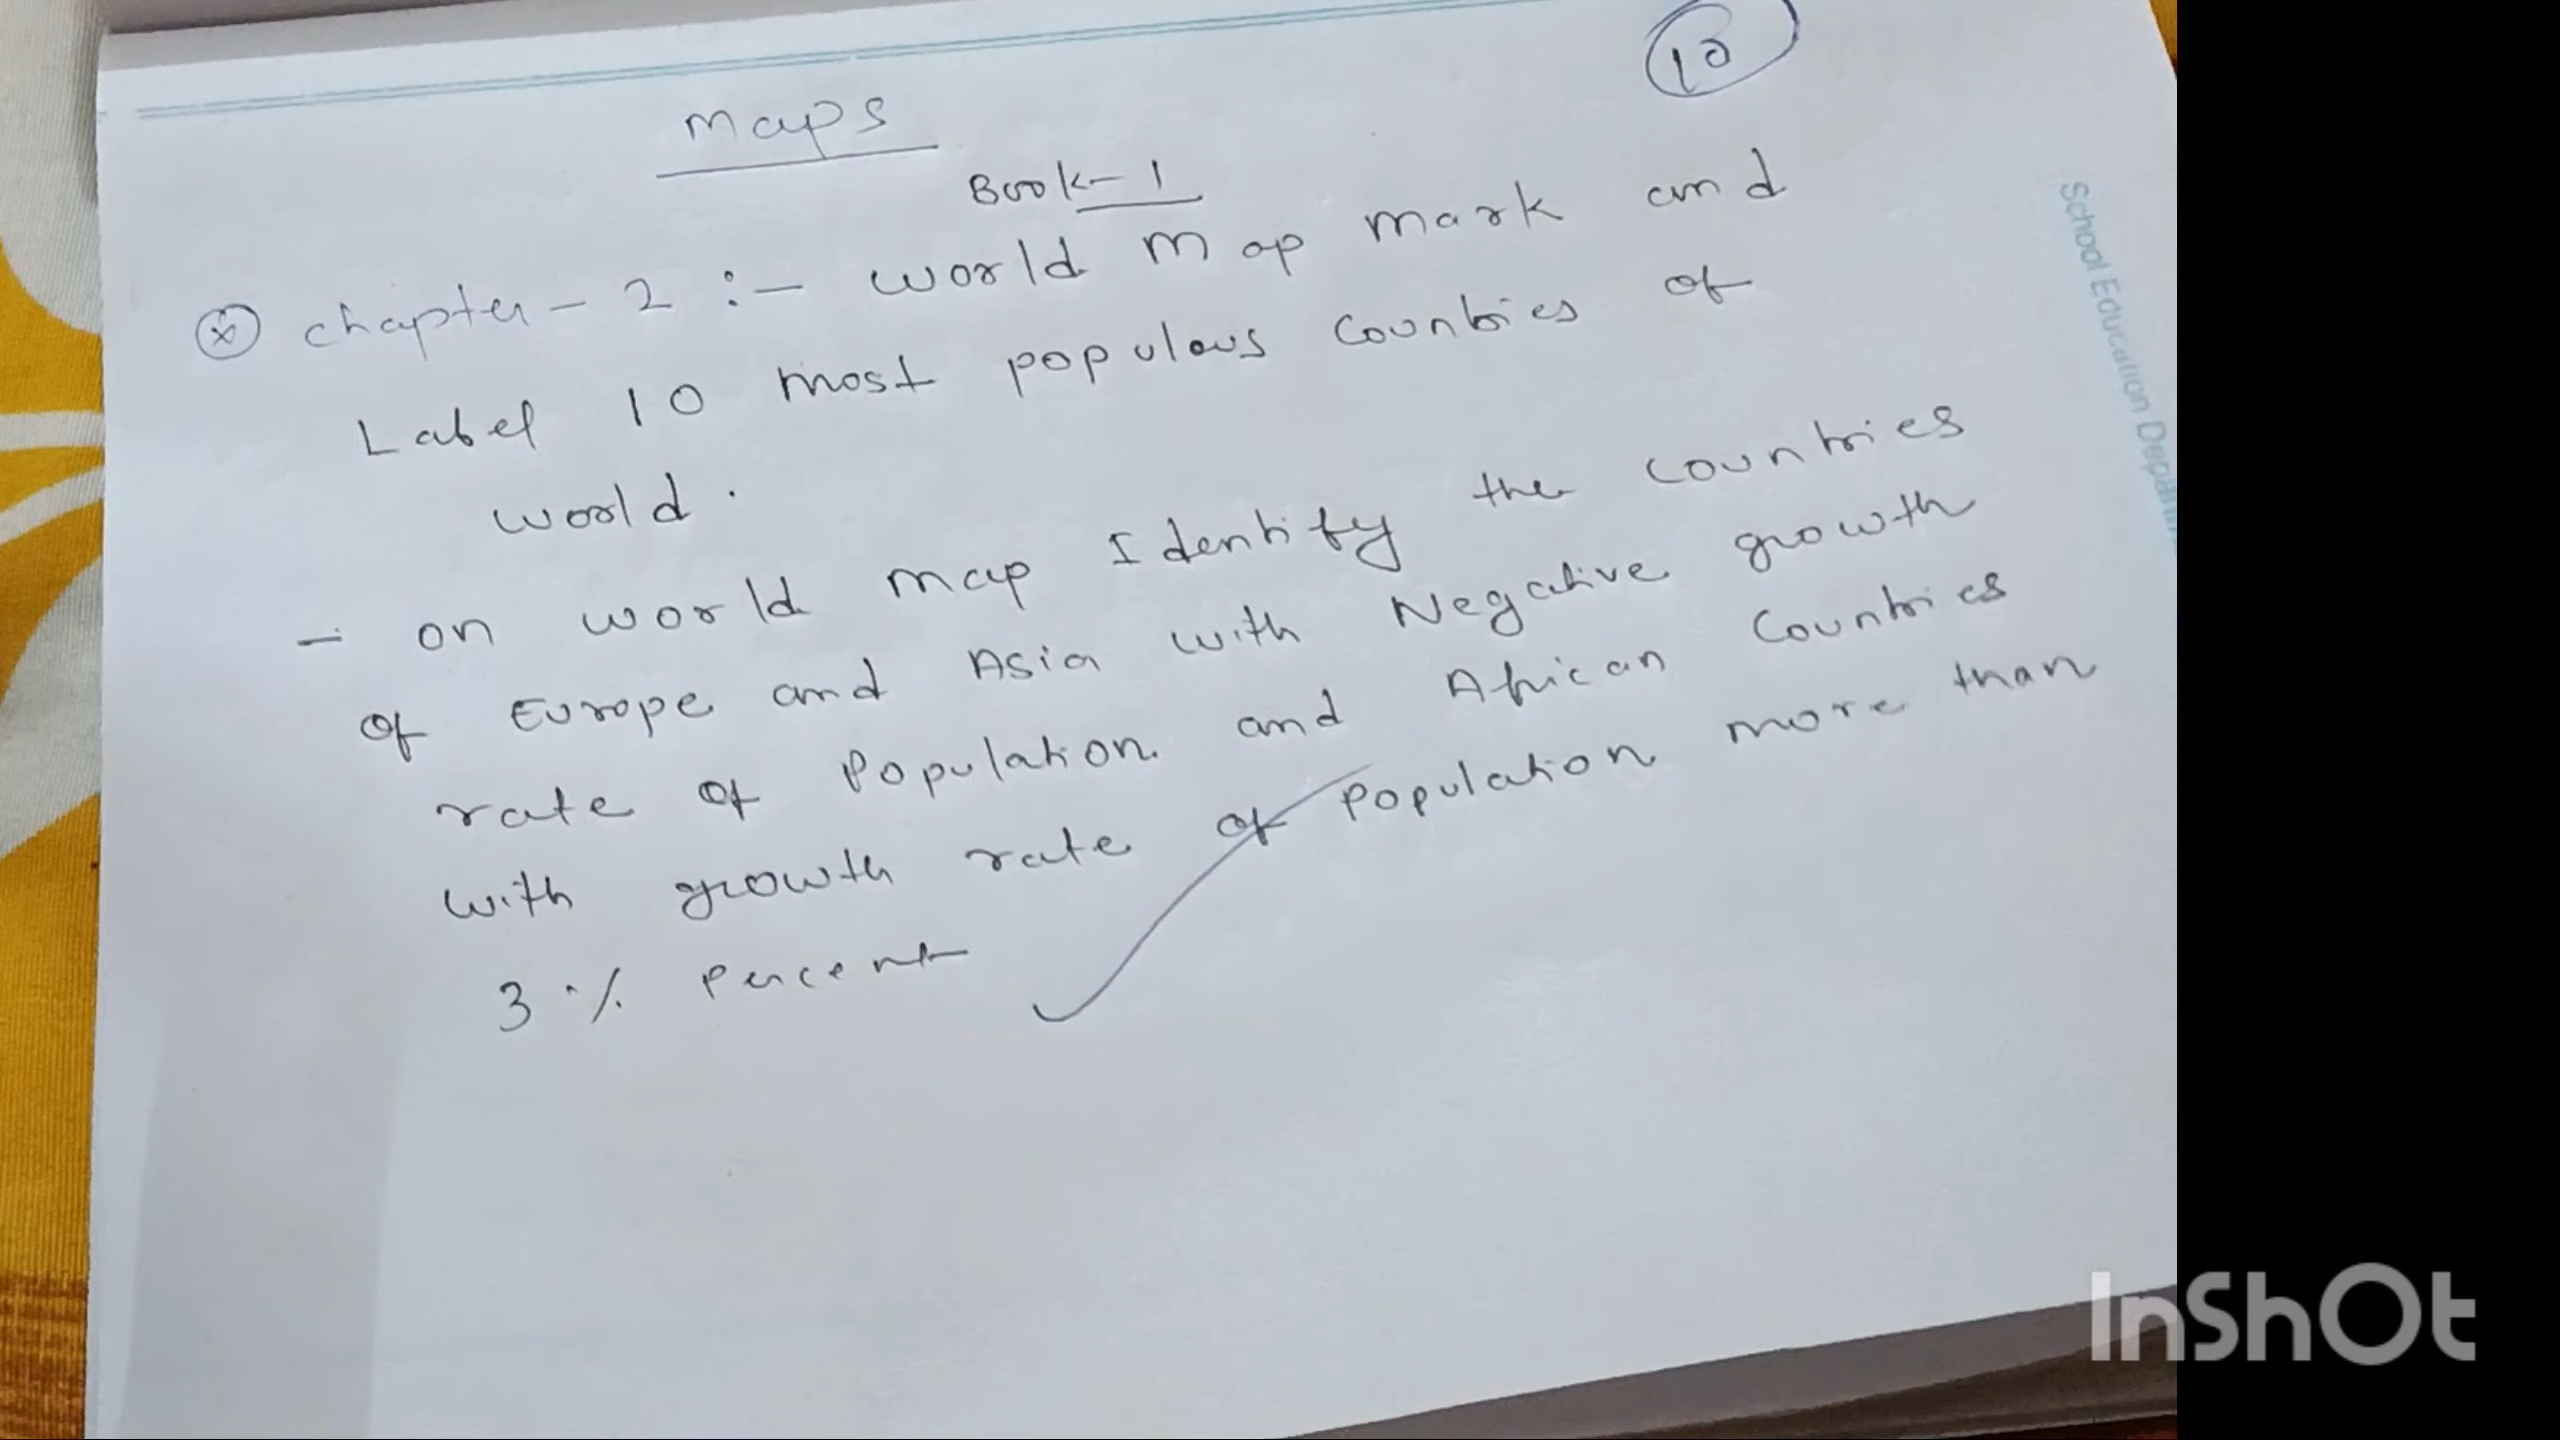 10
Maps
Book-1
Chapter-2 :- World Map Mark and
Label 10 most populous Countries of
World.
- on world map Identify the countries
of Europe and Asia with Negative growth
rate of Population and African Countries
with growth rate of Population more than
3 % Percent
School Education Depa
InShOt